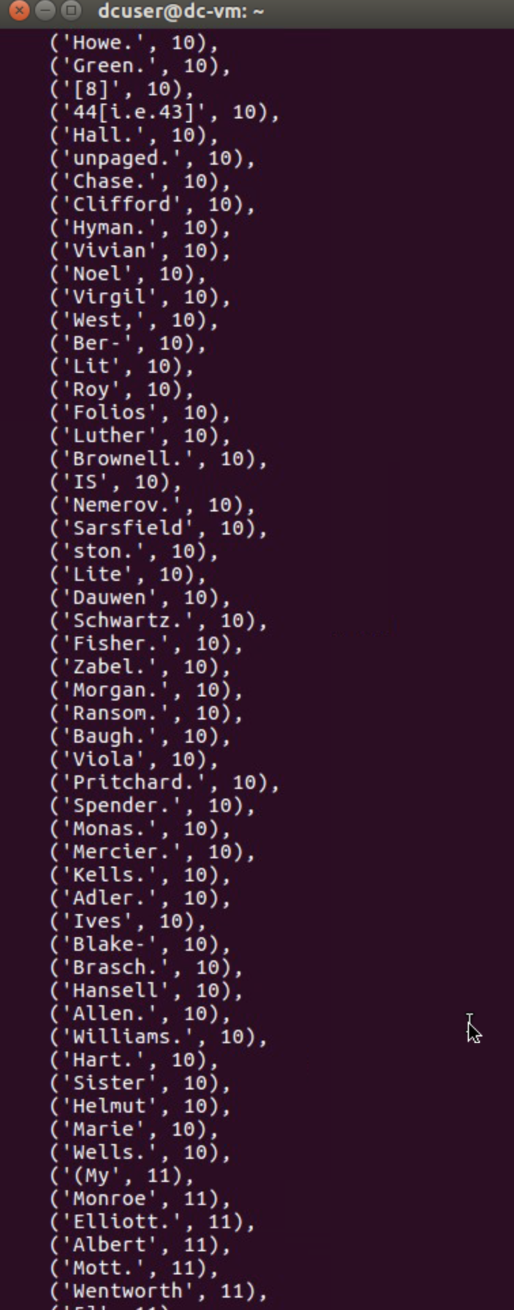 dcuser@dc-vm: ~
('Howe.', 10),
('Green.', 10),
('[8]', 10),
('44[i.e.43]', 10),
('Hall.', 10),
('unpaged.', 10),
('Chase.', 10),
('Clifford', 10),
('Hyman.', 10),
('Vivian', 10),
('Noel', 10),
('Virgil', 10),
('West,', 10),
('Ber-', 10),
('Lit', 10),
('Roy', 10),
('Folios', 10),
('Luther', 10),
('Brownell.', 10),
('IS', 10),
('Nemerov.', 10),
('Sarsfield', 10),
('ston.', 10),
('Lite', 10),
('Dauwen', 10),
('Schwartz.', 10),
('Fisher.', 10),
('Zabel.', 10),
('Morgan.', 10),
('Ransom.', 10),
('Baugh.', 10),
('Viola', 10),
('Pritchard.', 10),
('Spender.', 10),
('Monas.', 10),
('Mercier.', 10),
('Kells.', 10),
('Adler.', 10),
('Ives', 10),
('Blake-', 10),
('Brasch.', 10),
('Hansell', 10),
('Allen.', 10),
('Williams.', 10),
('Hart.', 10),
('Sister', 10),
('Helmut', 10),
('Marie', 10),
('Wells.', 10),
('(My', 11),
('Monroe', 11),
('Elliott.', 11),
('Albert', 11),
('Mott.', 11),
('Wentworth', 11),